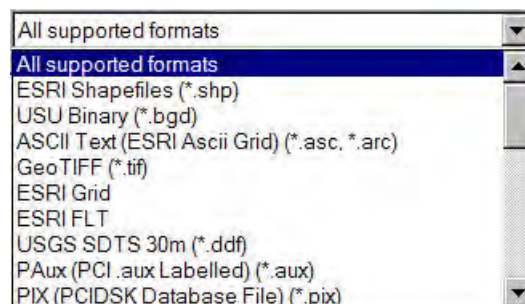 All supported formats
All supported formats
ESRI Shapefiles (*.shp)
USU Binary (*.bgd)
ASCII Text (ESRI Ascii Grid) (*.asc, *.arc)
GeoTIFF (*.tif)
ESRI Grid
ESRI FLT
USGS SDTS 30m (*.ddf)
PAux (PCI .aux Labelled) (*.aux)
PIX (PCIDSK Database File) (*.pix)